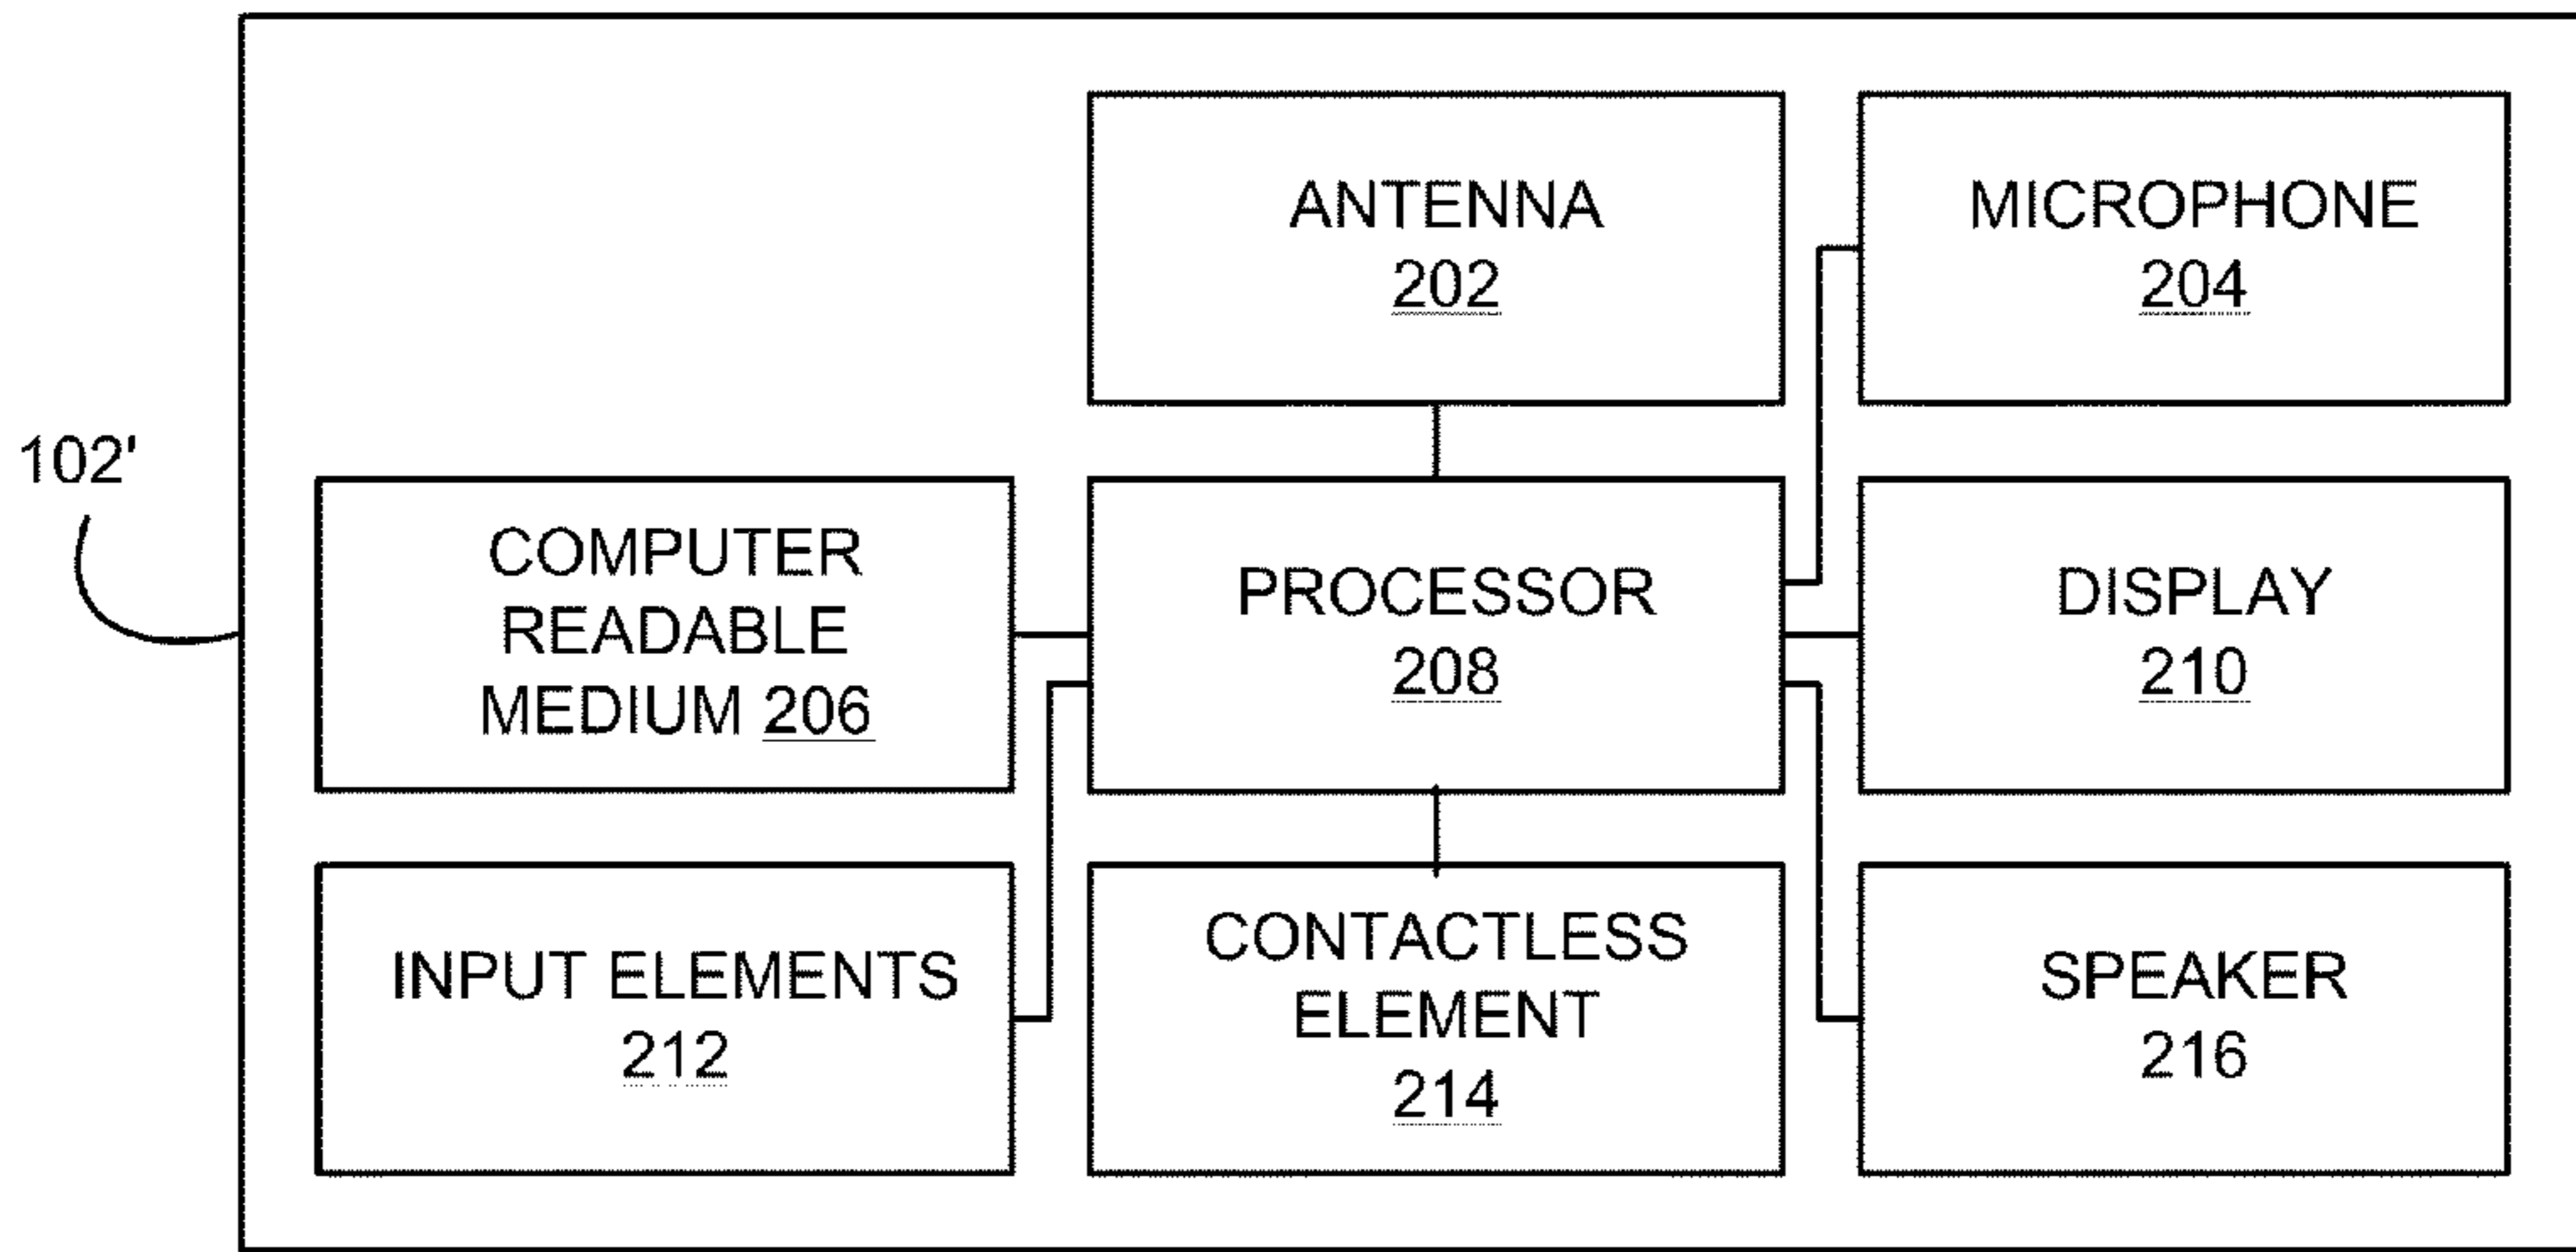 ANTENNA
202
MICROPHONE
204
102'
COMPUTER
READABLE
MEDIUM 206
PROCESSOR
208
DISPLAY
210
INPUT ELEMENTS
212
CONTACTLESS
ELEMENT
214
SPEAKER
216